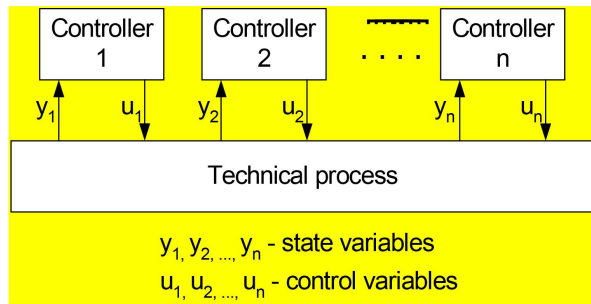 Controller 1
Controller 2
. . . .
Controller n
y₁ u₁ y₂ u₂ yₙ uₙ
Technical process
y₁, y₂, ..., yₙ - state variables
u₁, u₂, ..., uₙ - control variables